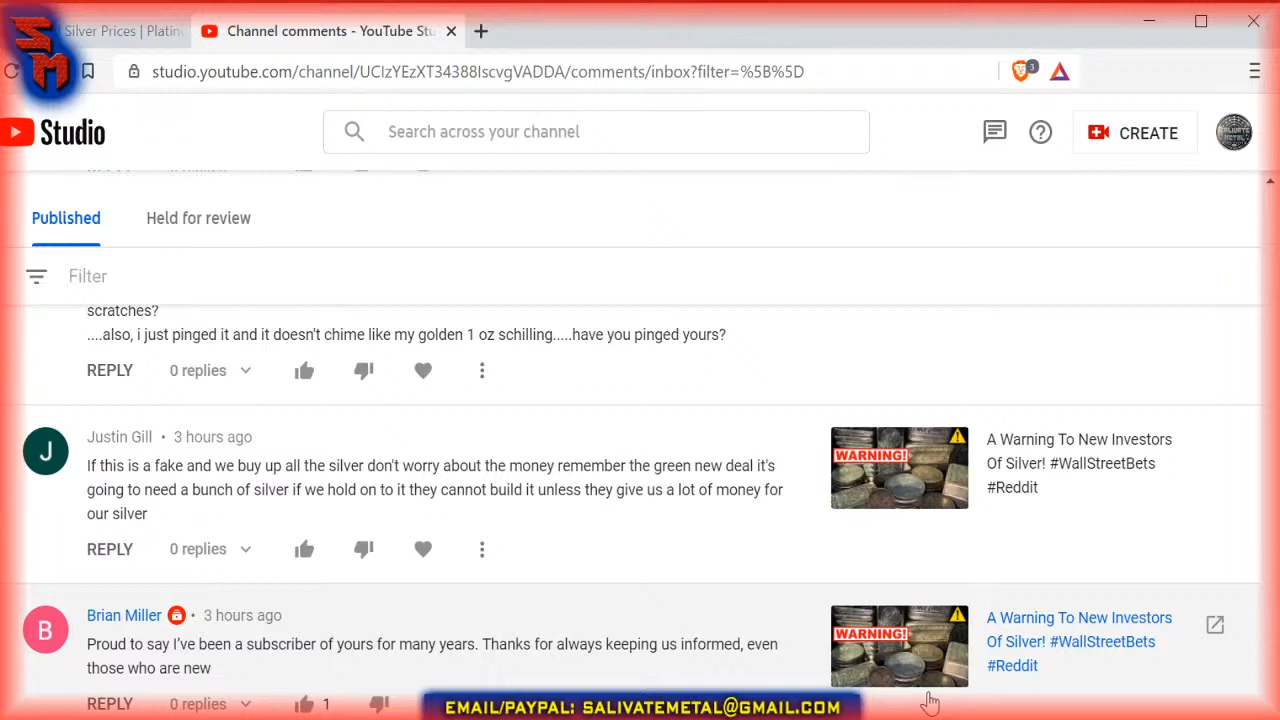 SM
Silver Prices | Platin
Channel comments - YouTube Stu
studio.youtube.com/channel/UCIzYEzXT34388IscvgVADDA/comments/inbox?filter=%5B%5D
3
Studio
Search across your channel
CREATE
SALIVATE METAL
Published
Held for review
Filter
scratches?
....also, i just pinged it and it doesn't chime like my golden 1 oz schilling.....have you pinged yours?
REPLY 0 replies
J
Justin Gill • 3 hours ago
If this is a fake and we buy up all the silver don't worry about the money remember the green new deal it's
going to need a bunch of silver if we hold on to it they cannot build it unless they give us a lot of money for
our silver
WARNING!
A Warning To New Investors
Of Silver! #WallStreetBets
#Reddit
REPLY 0 replies
B
Brian Miller • 3 hours ago
Proud to say I've been a subscriber of yours for many years. Thanks for always keeping us informed, even
those who are new
WARNING!
A Warning To New Investors
Of Silver! #WallStreetBets
#Reddit
REPLY 0 replies 1
EMAIL/PAYPAL: SALIVATEMETAL@GMAIL.COM